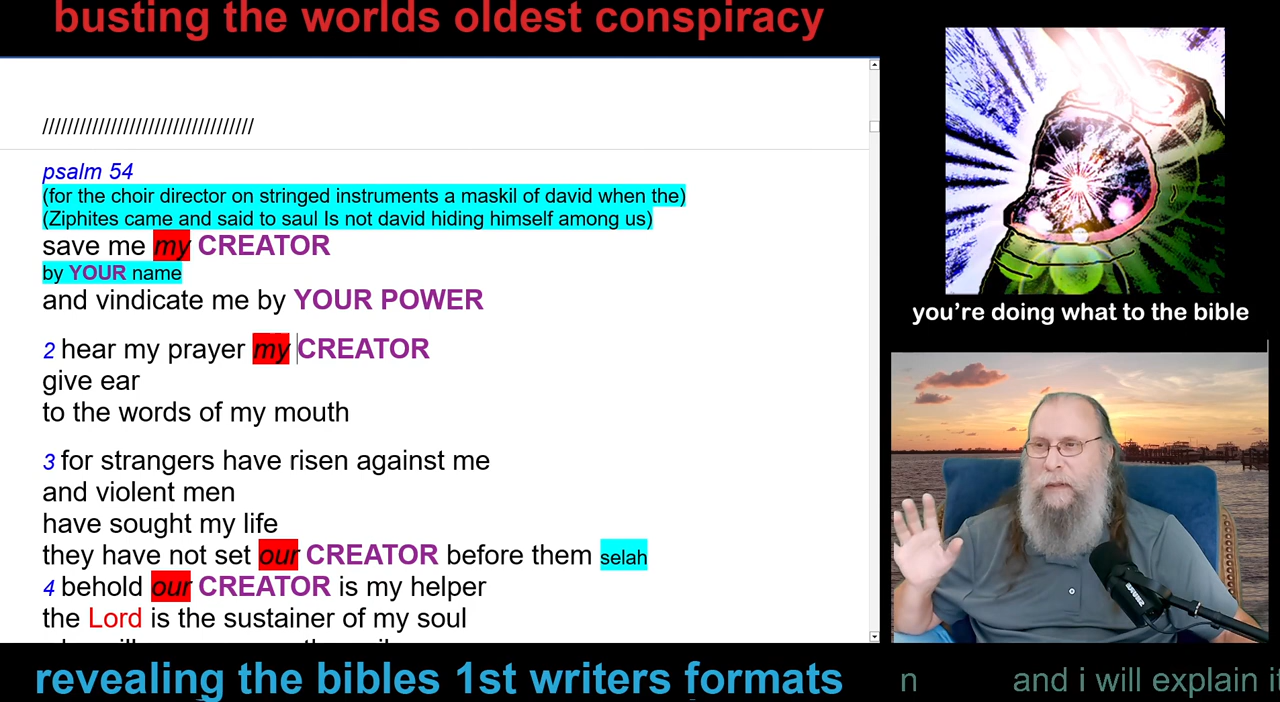 busting the worlds oldest conspiracy
//////////////////////////////////
psalm 54
(for the choir director on stringed instruments a maskil of david when the)
(Ziphites came and said to saul Is not david hiding himself among us)
save me my CREATOR
by YOUR name
and vindicate me by YOUR POWER
2 hear my prayer my CREATOR
give ear
to the words of my mouth
3 for strangers have risen against me
and violent men
have sought my life
they have not set our CREATOR before them selah
4 behold our CREATOR is my helper
the Lord is the sustainer of my soul
you're doing what to the bible
revealing the bibles 1st writers formats
n and i will explain it